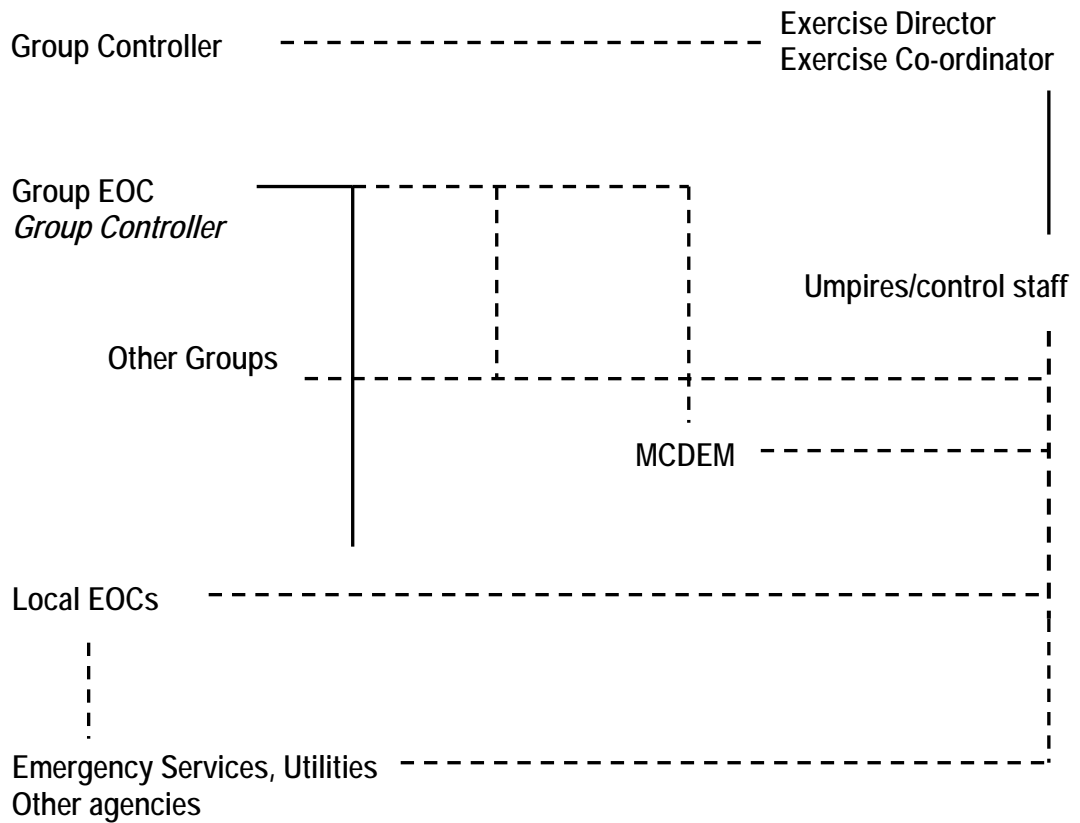 Group Controller
Exercise Director
Exercise Co-ordinator
Group EOC
Group Controller
Umpires/control staff
Other Groups
MCDEM
Local EOCs
Emergency Services, Utilities
Other agencies